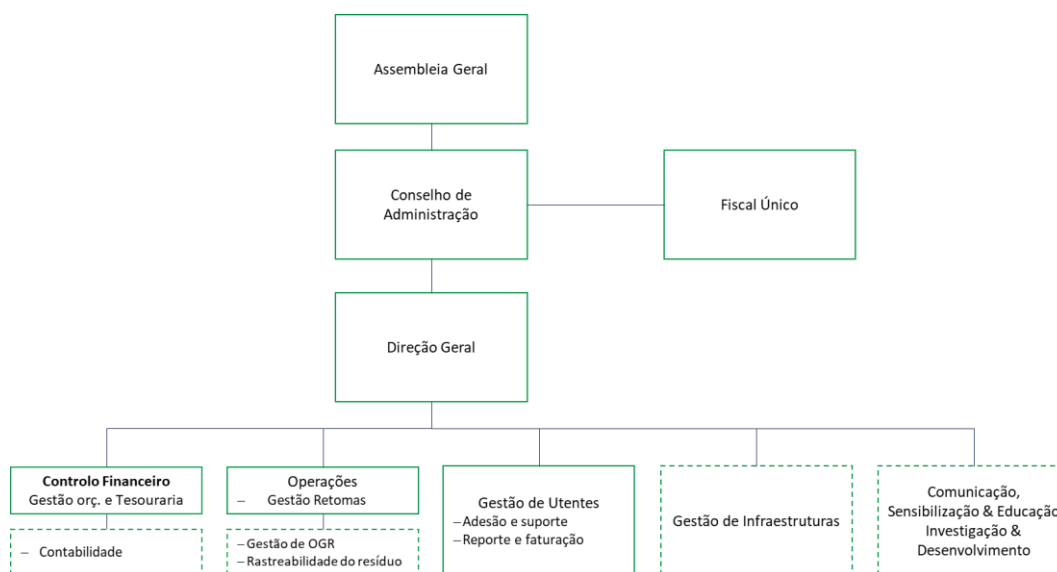 Assembleia Geral
Conselho de
Administração
Fiscal Único
Direção Geral
Controlo Financeiro
Gestão orç. e Tesouraria
– Contabilidade
Operações
– Gestão Retomas
– Gestão de OGR
– Rastreabilidade do resíduo
Gestão de Utentes
– Adesão e suporte
– Reporte e faturação
Gestão de Infraestruturas
Comunicação,
Sensibilização & Educação
Investigação &
Desenvolvimento